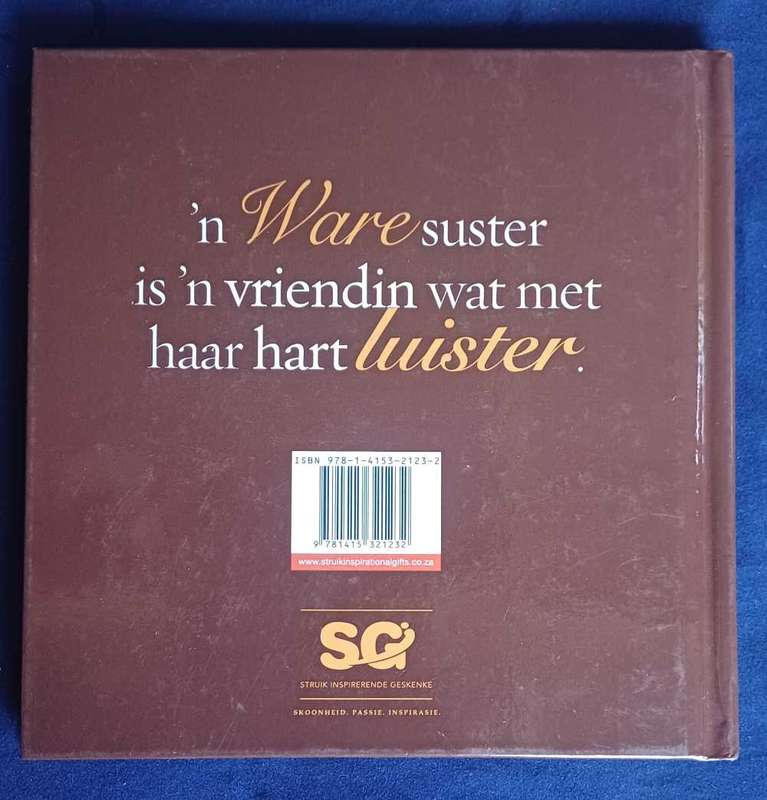 ’n Ware suster
is ’n vriendin wat met
haar hart luister.
ISBN 978-1-4153-2123-2
9 781415 321232
www.struikinspirationalgifts.co.za
SGi
STRUIK INSPIRERENDE GESKENKE
SKOONHEID. PASSIE. INSPIRASIE.